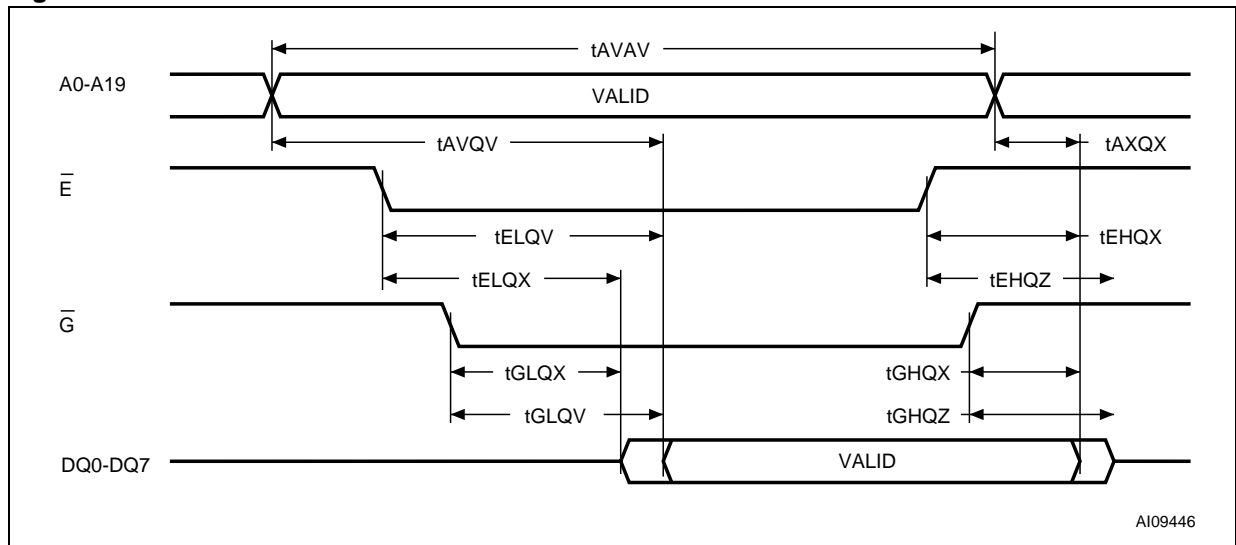 tAVAV
A0-A19
VALID
tAVQV
tAXQX
E
tELQV
tEHQX
tELQX
tEHQZ
G
tGLQX
tGHQX
tGLQV
tGHQZ
DQ0-DQ7
VALID
AI09446